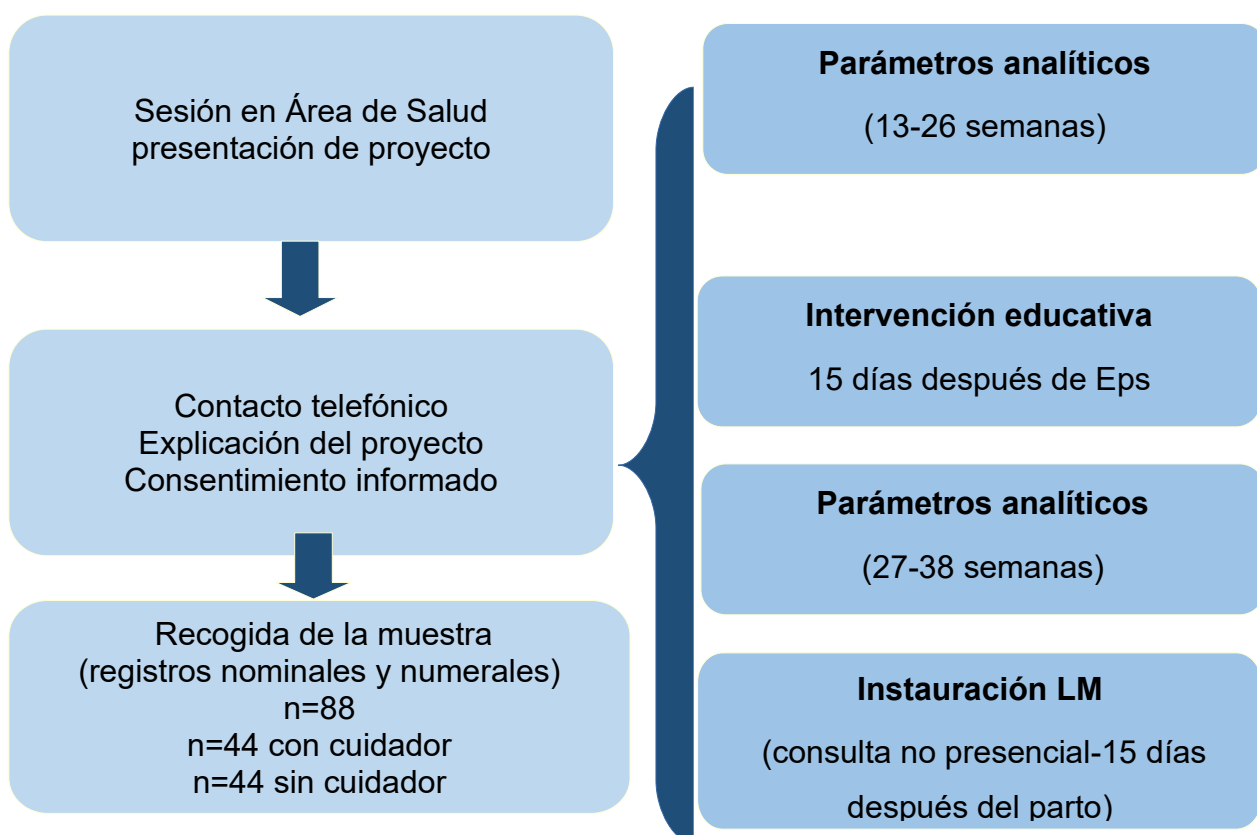 Sesión en Área de Salud
presentación de proyecto
Contacto telefónico
Explicación del proyecto
Consentimiento informado
Recogida de la muestra
(registros nominales y numerales)
n=88
n=44 con cuidador
n=44 sin cuidador
Parámetros analíticos
(13-26 semanas)
Intervención educativa
15 días después de Eps
Parámetros analíticos
(27-38 semanas)
Instauración LM
(consulta no presencial-15 días
después del parto)